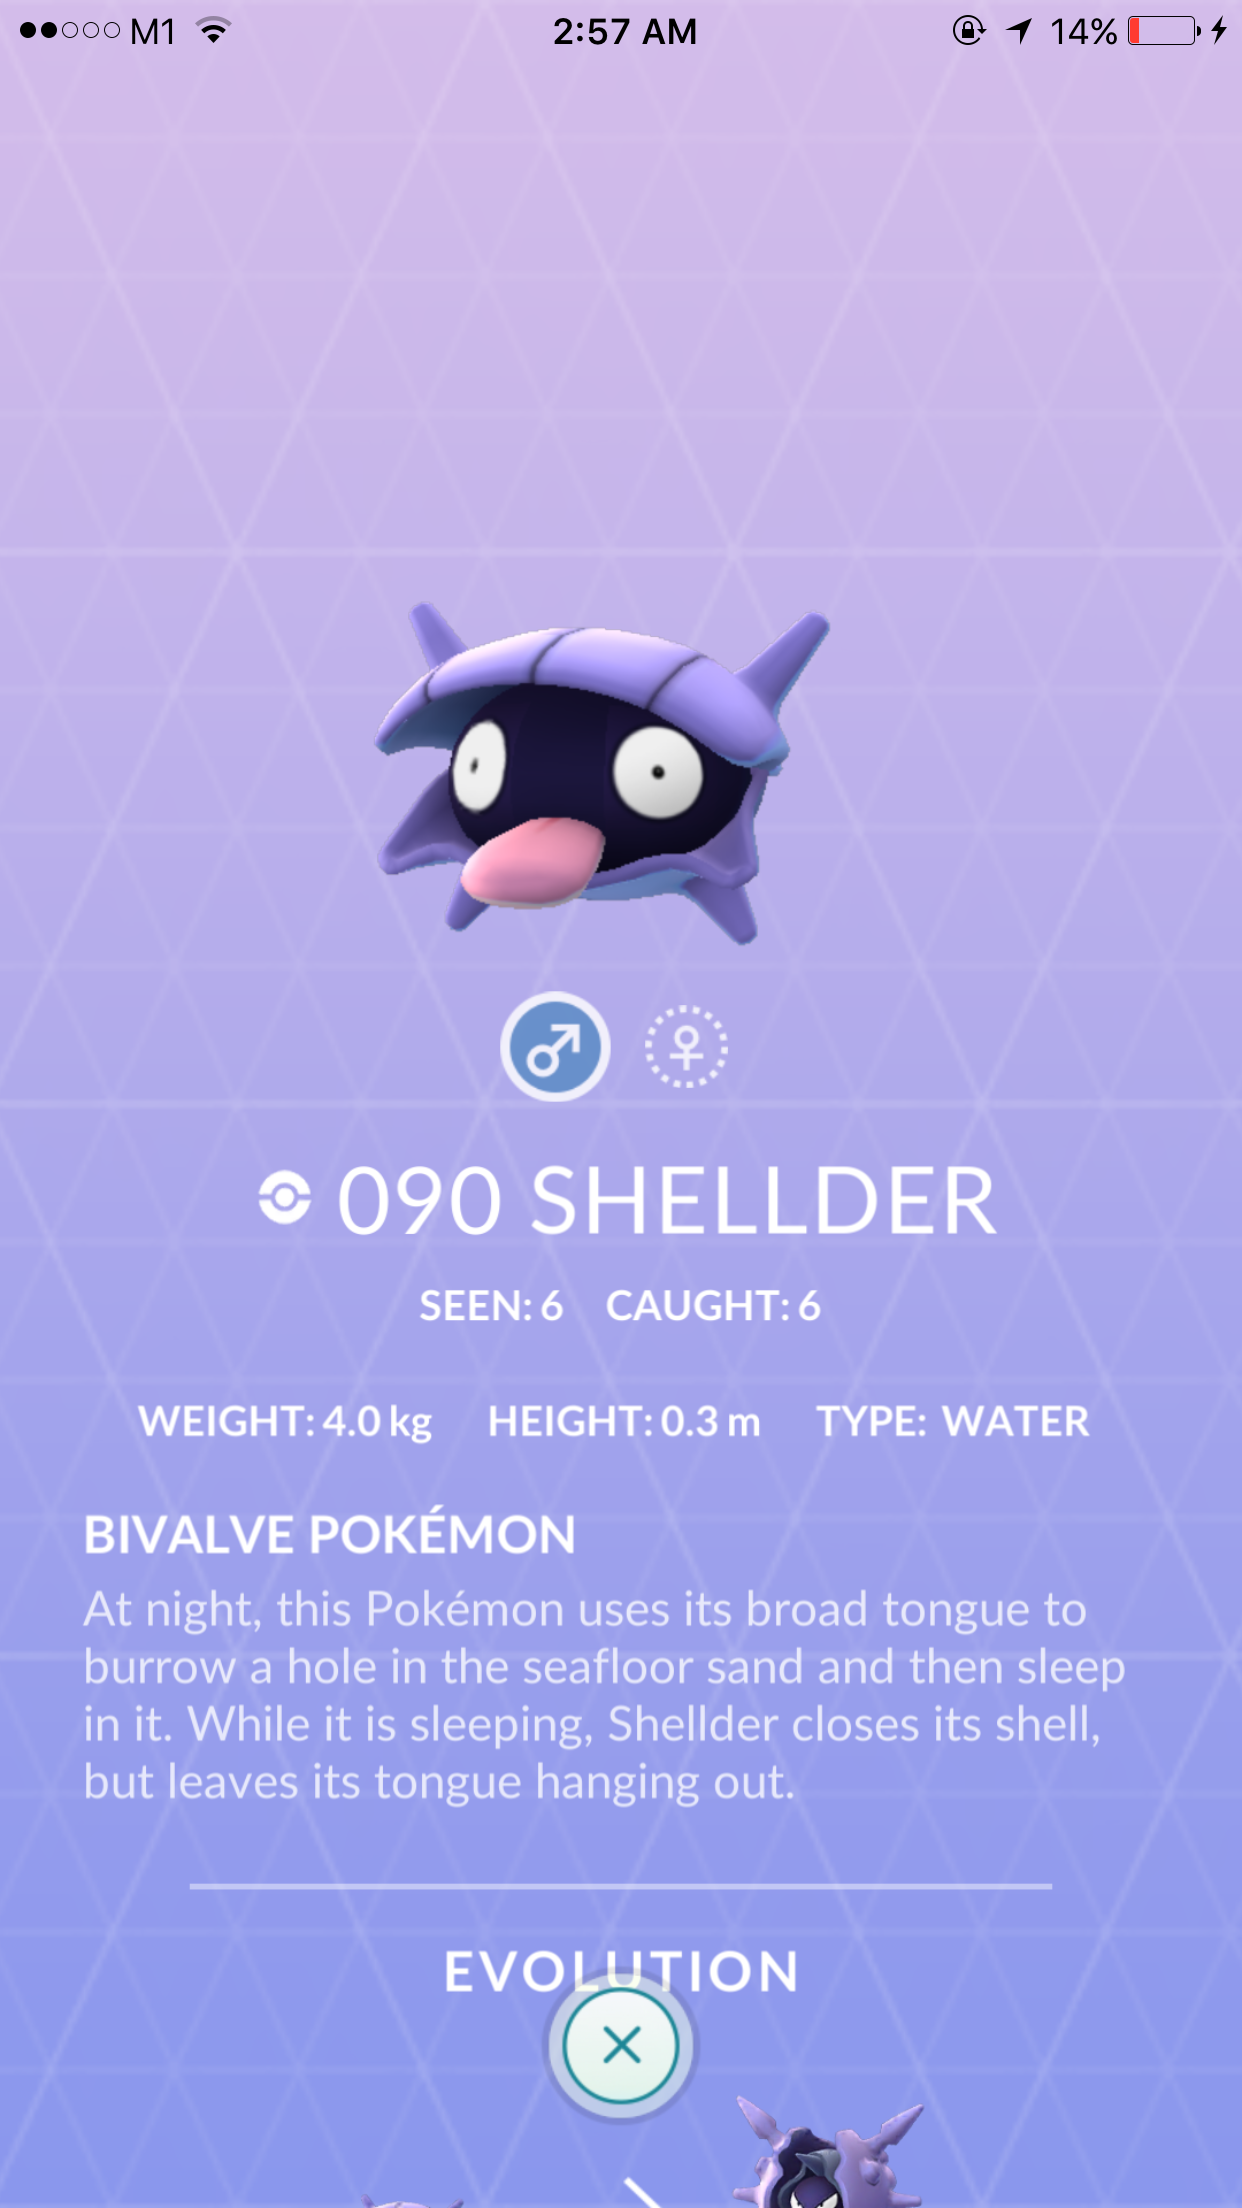 M1 2:57 AM 14%
090 SHELLDER
SEEN: 6 CAUGHT: 6
WEIGHT: 4.0 kg HEIGHT: 0.3 m TYPE: WATER
BIVALVE POKÉMON
At night, this Pokémon uses its broad tongue to
burrow a hole in the seafloor sand and then sleep
in it. While it is sleeping, Shellder closes its shell,
but leaves its tongue hanging out.
EVOLUTION